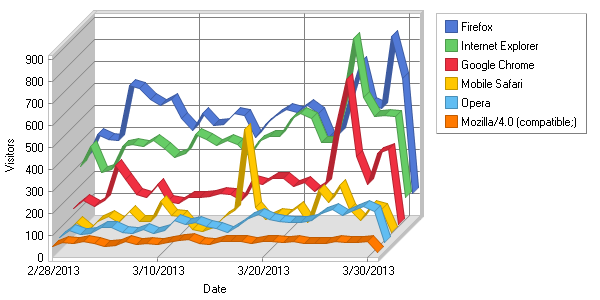 Firefox
Internet Explorer
Google Chrome
Mobile Safari
Opera
Mozilla/4.0 (compatible;)
Visitors
900
800
700
600
500
400
300
200
100
0
2/28/2013
3/10/2013
3/20/2013
3/30/2013
Date